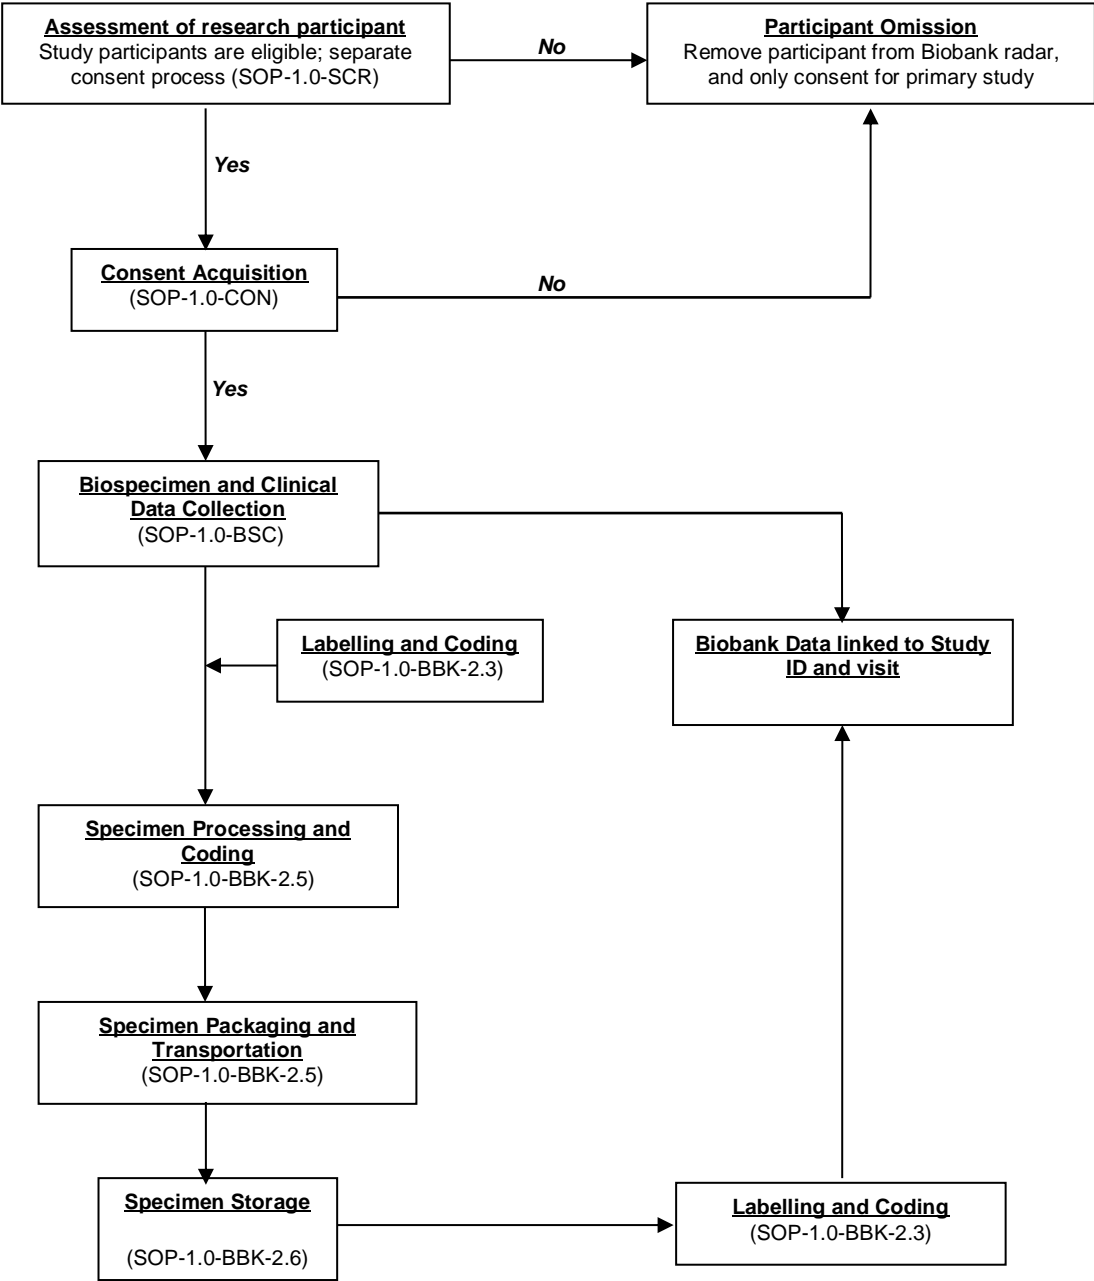 Assessment of research participant
Study participants are eligible; separate
consent process (SOP-1.0-SCR)
No
Participant Omission
Remove participant from Biobank radar,
and only consent for primary study
Yes
Consent Acquisition
(SOP-1.0-CON)
No
Yes
Biospecimen and Clinical
Data Collection
(SOP-1.0-BSC)
Labelling and Coding
(SOP-1.0-BBK-2.3)
Biobank Data linked to Study
ID and visit
Specimen Processing and
Coding
(SOP-1.0-BBK-2.5)
Specimen Packaging and
Transportation
(SOP-1.0-BBK-2.5)
Specimen Storage
(SOP-1.0-BBK-2.6)
Labelling and Coding
(SOP-1.0-BBK-2.3)